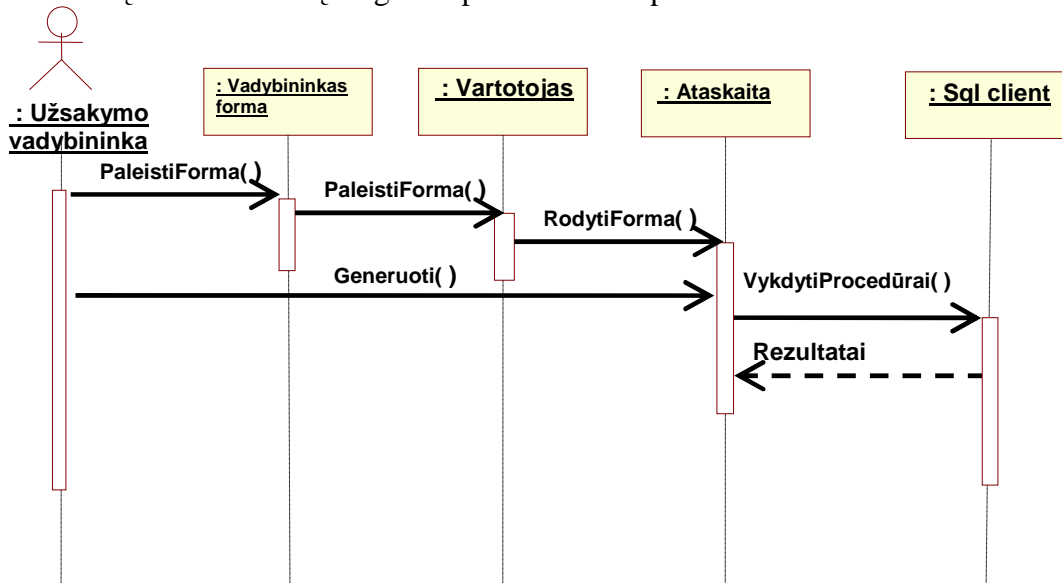 : Užsakymo
vadybininka
: Vadybininkas
forma
: Vartotojas
: Ataskaita
: Sql client
PaleistiForma( )
PaleistiForma( )
RodytiForma( )
Generuoti( )
VykdytiProcedūrai( )
Rezultatai